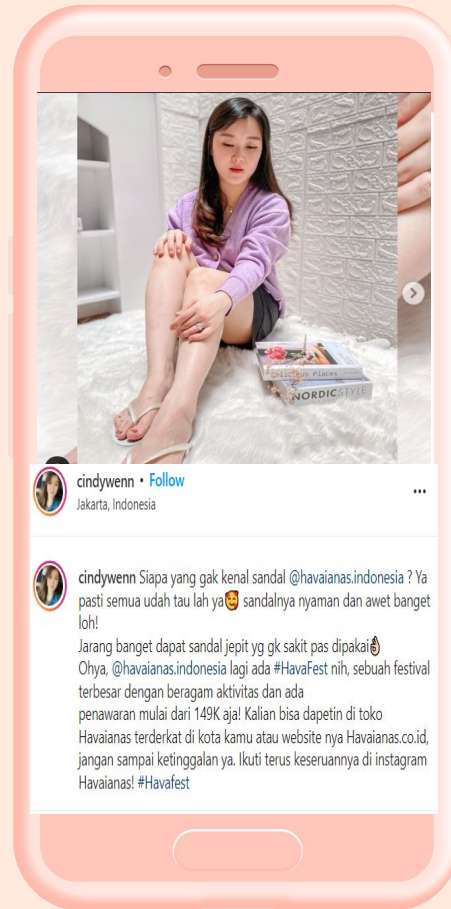 Collectors Places
NORDICSTYLE
cindywenn • Follow
Jakarta, Indonesia
cindywenn Siapa yang gak kenal sandal @havaianas.indonesia ? Ya
pasti semua udah tau lah ya🥰 sandalnya nyaman dan awet banget
loh!
Jarang banget dapat sandal jepit yg gk sakit pas dipakai👌🏻
Ohya, @havaianas.indonesia lagi ada #HavaFest nih, sebuah festival
terbesar dengan beragam aktivitas dan ada
penawaran mulai dari 149K aja! Kalian bisa dapetin di toko
Havaianas terderkat di kota kamu atau website nya Havaianas.co.id,
jangan sampai ketinggalan ya. Ikuti terus keseruannya di instagram
Havaianas! #Havafest